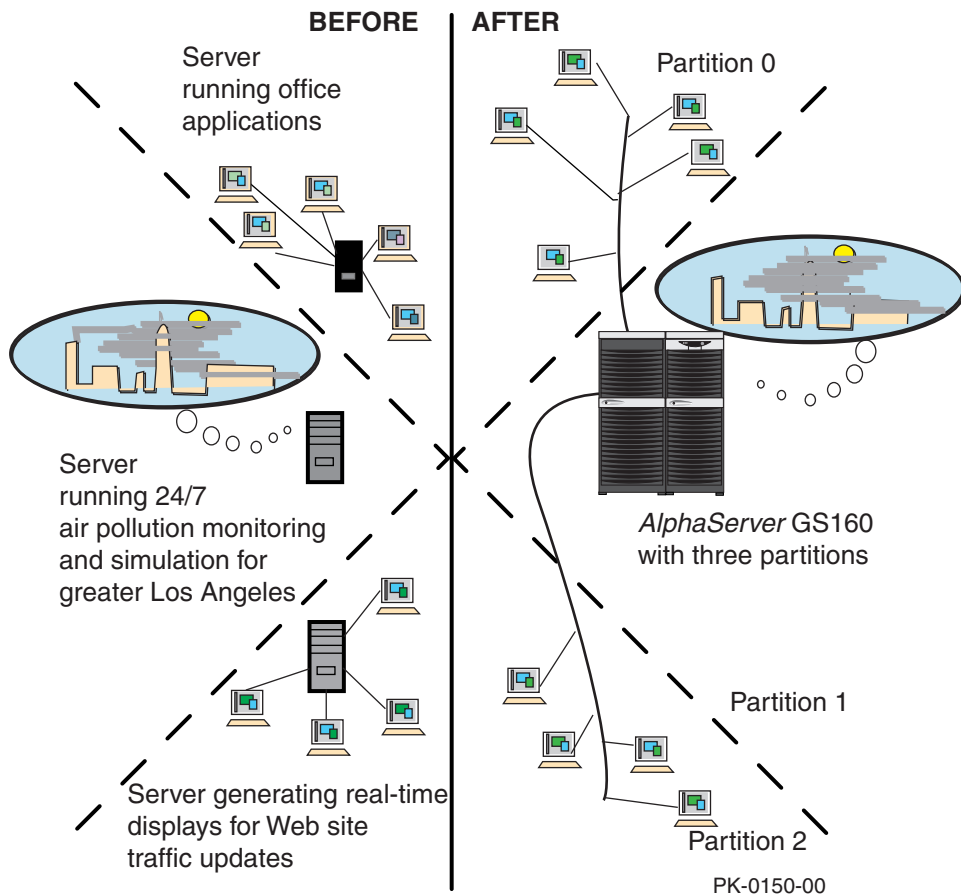 BEFORE
AFTER
Server
running office
applications
Partition 0
Server
running 24/7
air pollution monitoring
and simulation for
greater Los Angeles
AlphaServer GS160
with three partitions
Partition 1
Server generating real-time
displays for Web site
traffic updates
Partition 2
PK-0150-00